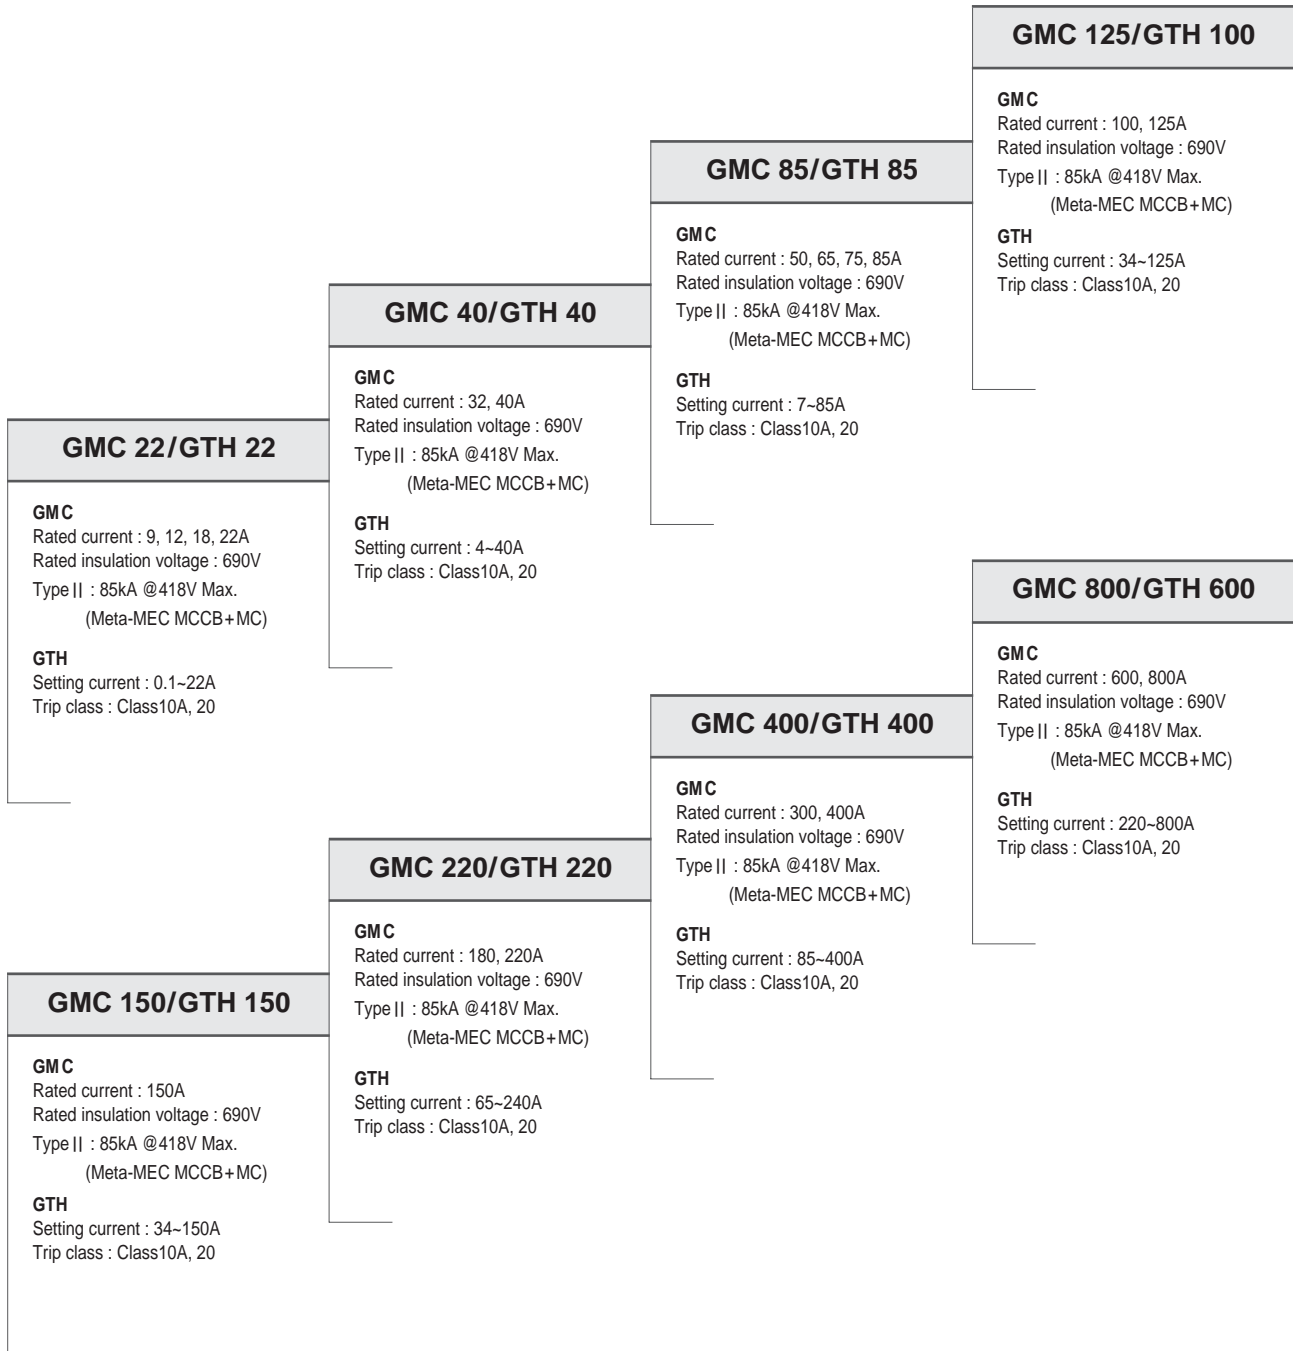 GMC 22/GTH 22
GMC
Rated current : 9, 12, 18, 22A
Rated insulation voltage : 690V
Type II : 85kA @418V Max.
(Meta-MEC MCCB+MC)
GTH
Setting current : 0.1~22A
Trip class : Class10A, 20
GMC 40/GTH 40
GMC
Rated current : 32, 40A
Rated insulation voltage : 690V
Type II : 85kA @418V Max.
(Meta-MEC MCCB+MC)
GTH
Setting current : 4~40A
Trip class : Class10A, 20
GMC 85/GTH 85
GMC
Rated current : 50, 65, 75, 85A
Rated insulation voltage : 690V
Type II : 85kA @418V Max.
(Meta-MEC MCCB+MC)
GTH
Setting current : 7~85A
Trip class : Class10A, 20
GMC 125/GTH 100
GMC
Rated current : 100, 125A
Rated insulation voltage : 690V
Type II : 85kA @418V Max.
(Meta-MEC MCCB+MC)
GTH
Setting current : 34~125A
Trip class : Class10A, 20
GMC 150/GTH 150
GMC
Rated current : 150A
Rated insulation voltage : 690V
Type II : 85kA @418V Max.
(Meta-MEC MCCB+MC)
GTH
Setting current : 34~150A
Trip class : Class10A, 20
GMC 220/GTH 220
GMC
Rated current : 180, 220A
Rated insulation voltage : 690V
Type II : 85kA @418V Max.
(Meta-MEC MCCB+MC)
GTH
Setting current : 65~240A
Trip class : Class10A, 20
GMC 400/GTH 400
GMC
Rated current : 300, 400A
Rated insulation voltage : 690V
Type II : 85kA @418V Max.
(Meta-MEC MCCB+MC)
GTH
Setting current : 85~400A
Trip class : Class10A, 20
GMC 800/GTH 600
GMC
Rated current : 600, 800A
Rated insulation voltage : 690V
Type II : 85kA @418V Max.
(Meta-MEC MCCB+MC)
GTH
Setting current : 220~800A
Trip class : Class10A, 20